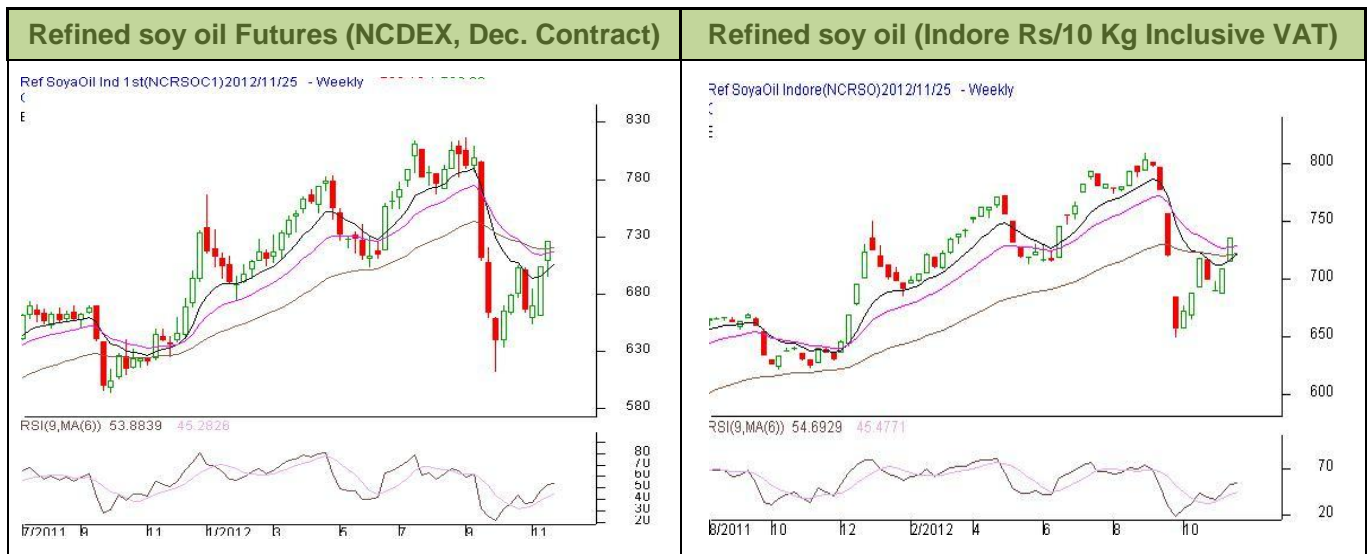 Refined soy oil Futures (NCDEX, Dec. Contract)
Refined soy oil (Indore Rs/10 Kg Inclusive VAT)
Ref SoyaOil Ind 1st(NCRSOC1)2012/11/25 - Weekly
830
780
730
680
630
580
RSI(9,MA(6)) 53.8839 45.2826
80
70
60
50
40
30
20
7/2011 9 11 1/2012 3 5 7 9 11
Ref SoyaOil Indore(NCRSO)2012/11/25 - Weekly
800
750
700
650
600
RSI(9,MA(6)) 54.6929 45.4771
70
20
8/2011 10 12 2/2012 4 6 8 10